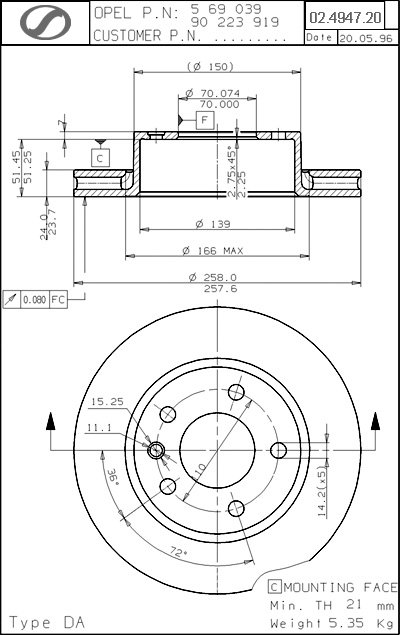 OPEL P.N: 5 69 039
90 223 919
CUSTOMER P.N. .........
02.4947.20
Date 20.05.96
(Ø 150)
Ø 70.074
70.000
F
7
C
51.45
51.25
2.75x45°
2.25
24.0
23.7
Ø 139
Ø 166 MAX
Ø 258.0
257.6
0.080 FC
15.25
11.1
110
36°
72°
14.2(x5)
C MOUNTING FACE
Min. TH 21 mm
Weight 5.35 Kg
Type DA